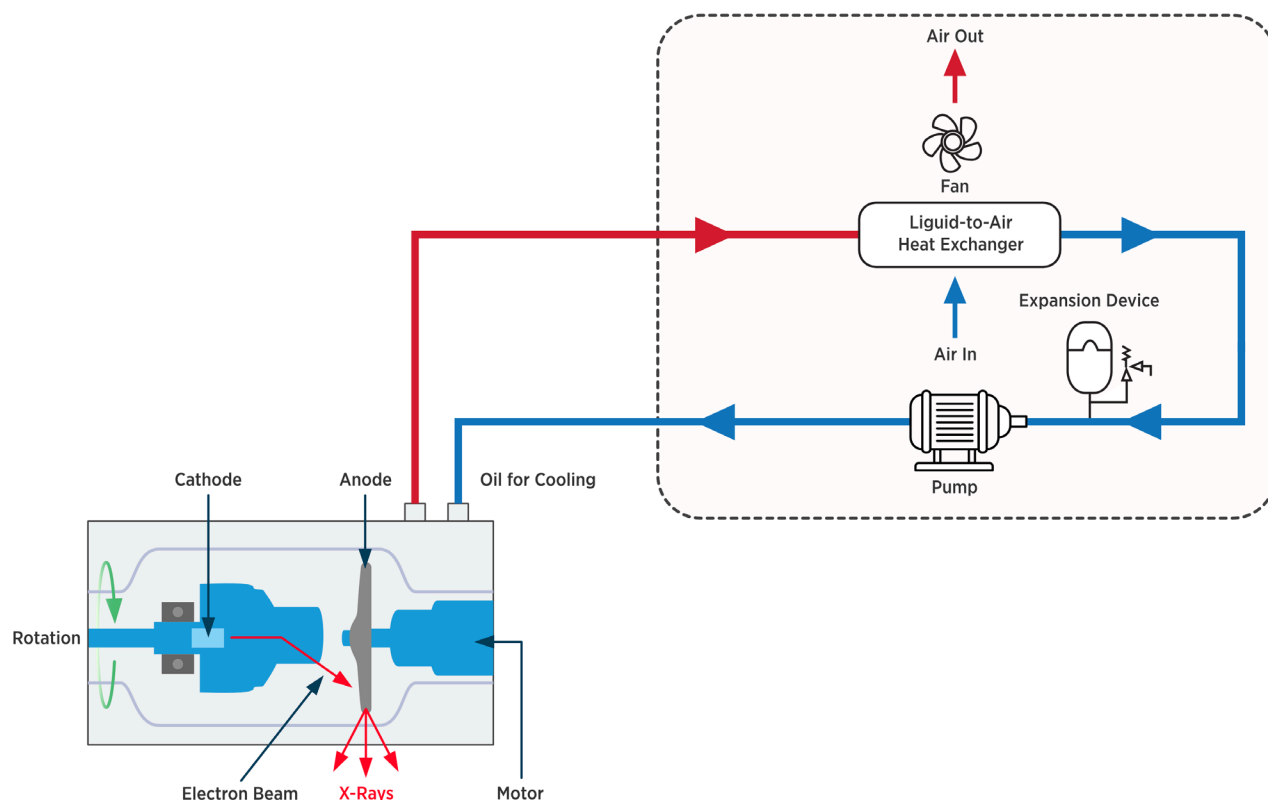 Air Out
Fan
Liguid-to-Air
Heat Exchanger
Expansion Device
Air In
Pump
Cathode
Anode
Oil for Cooling
Rotation
Electron Beam
X-Rays
Motor